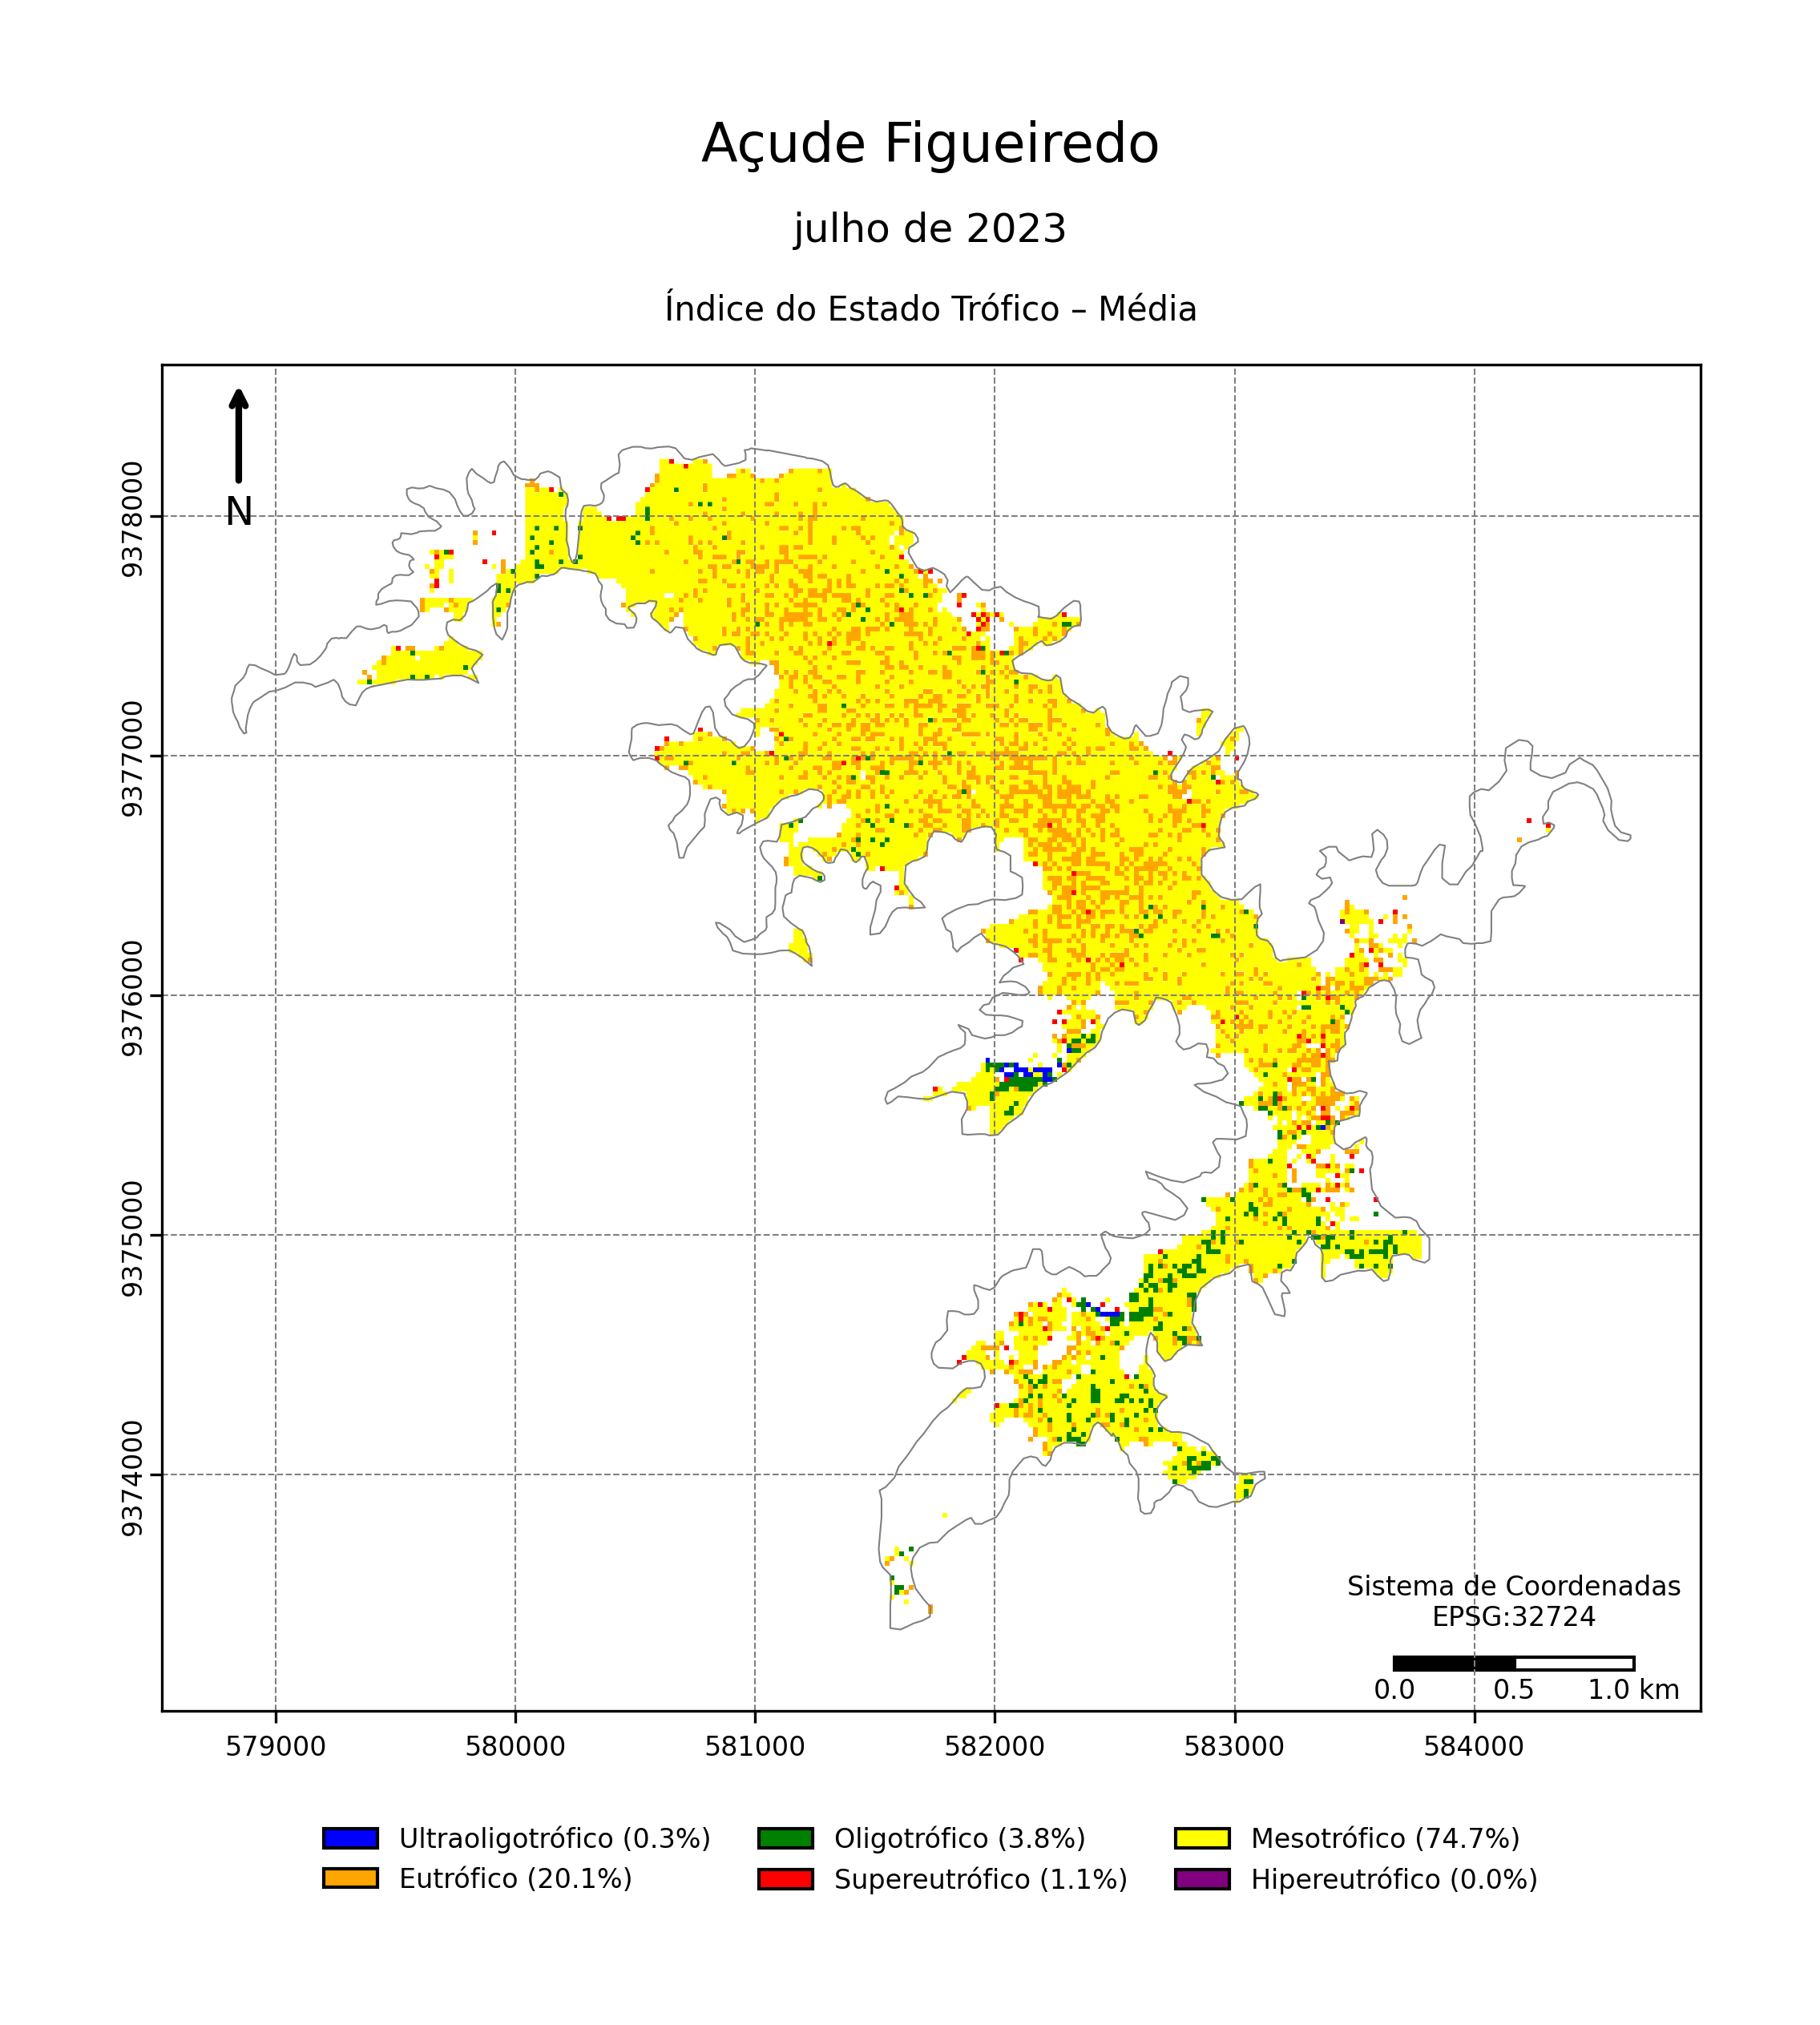 Açude Figueiredo
julho de 2023
Índice do Estado Trófico – Média
N
9378000
9377000
9376000
9375000
9374000
Sistema de Coordenadas
EPSG:32724
0.0 0.5 1.0 km
579000 580000 581000 582000 583000 584000
Ultraoligotrófico (0.3%) Oligotrófico (3.8%) Mesotrófico (74.7%)
Eutrófico (20.1%) Supereutrófico (1.1%) Hipereutrófico (0.0%)